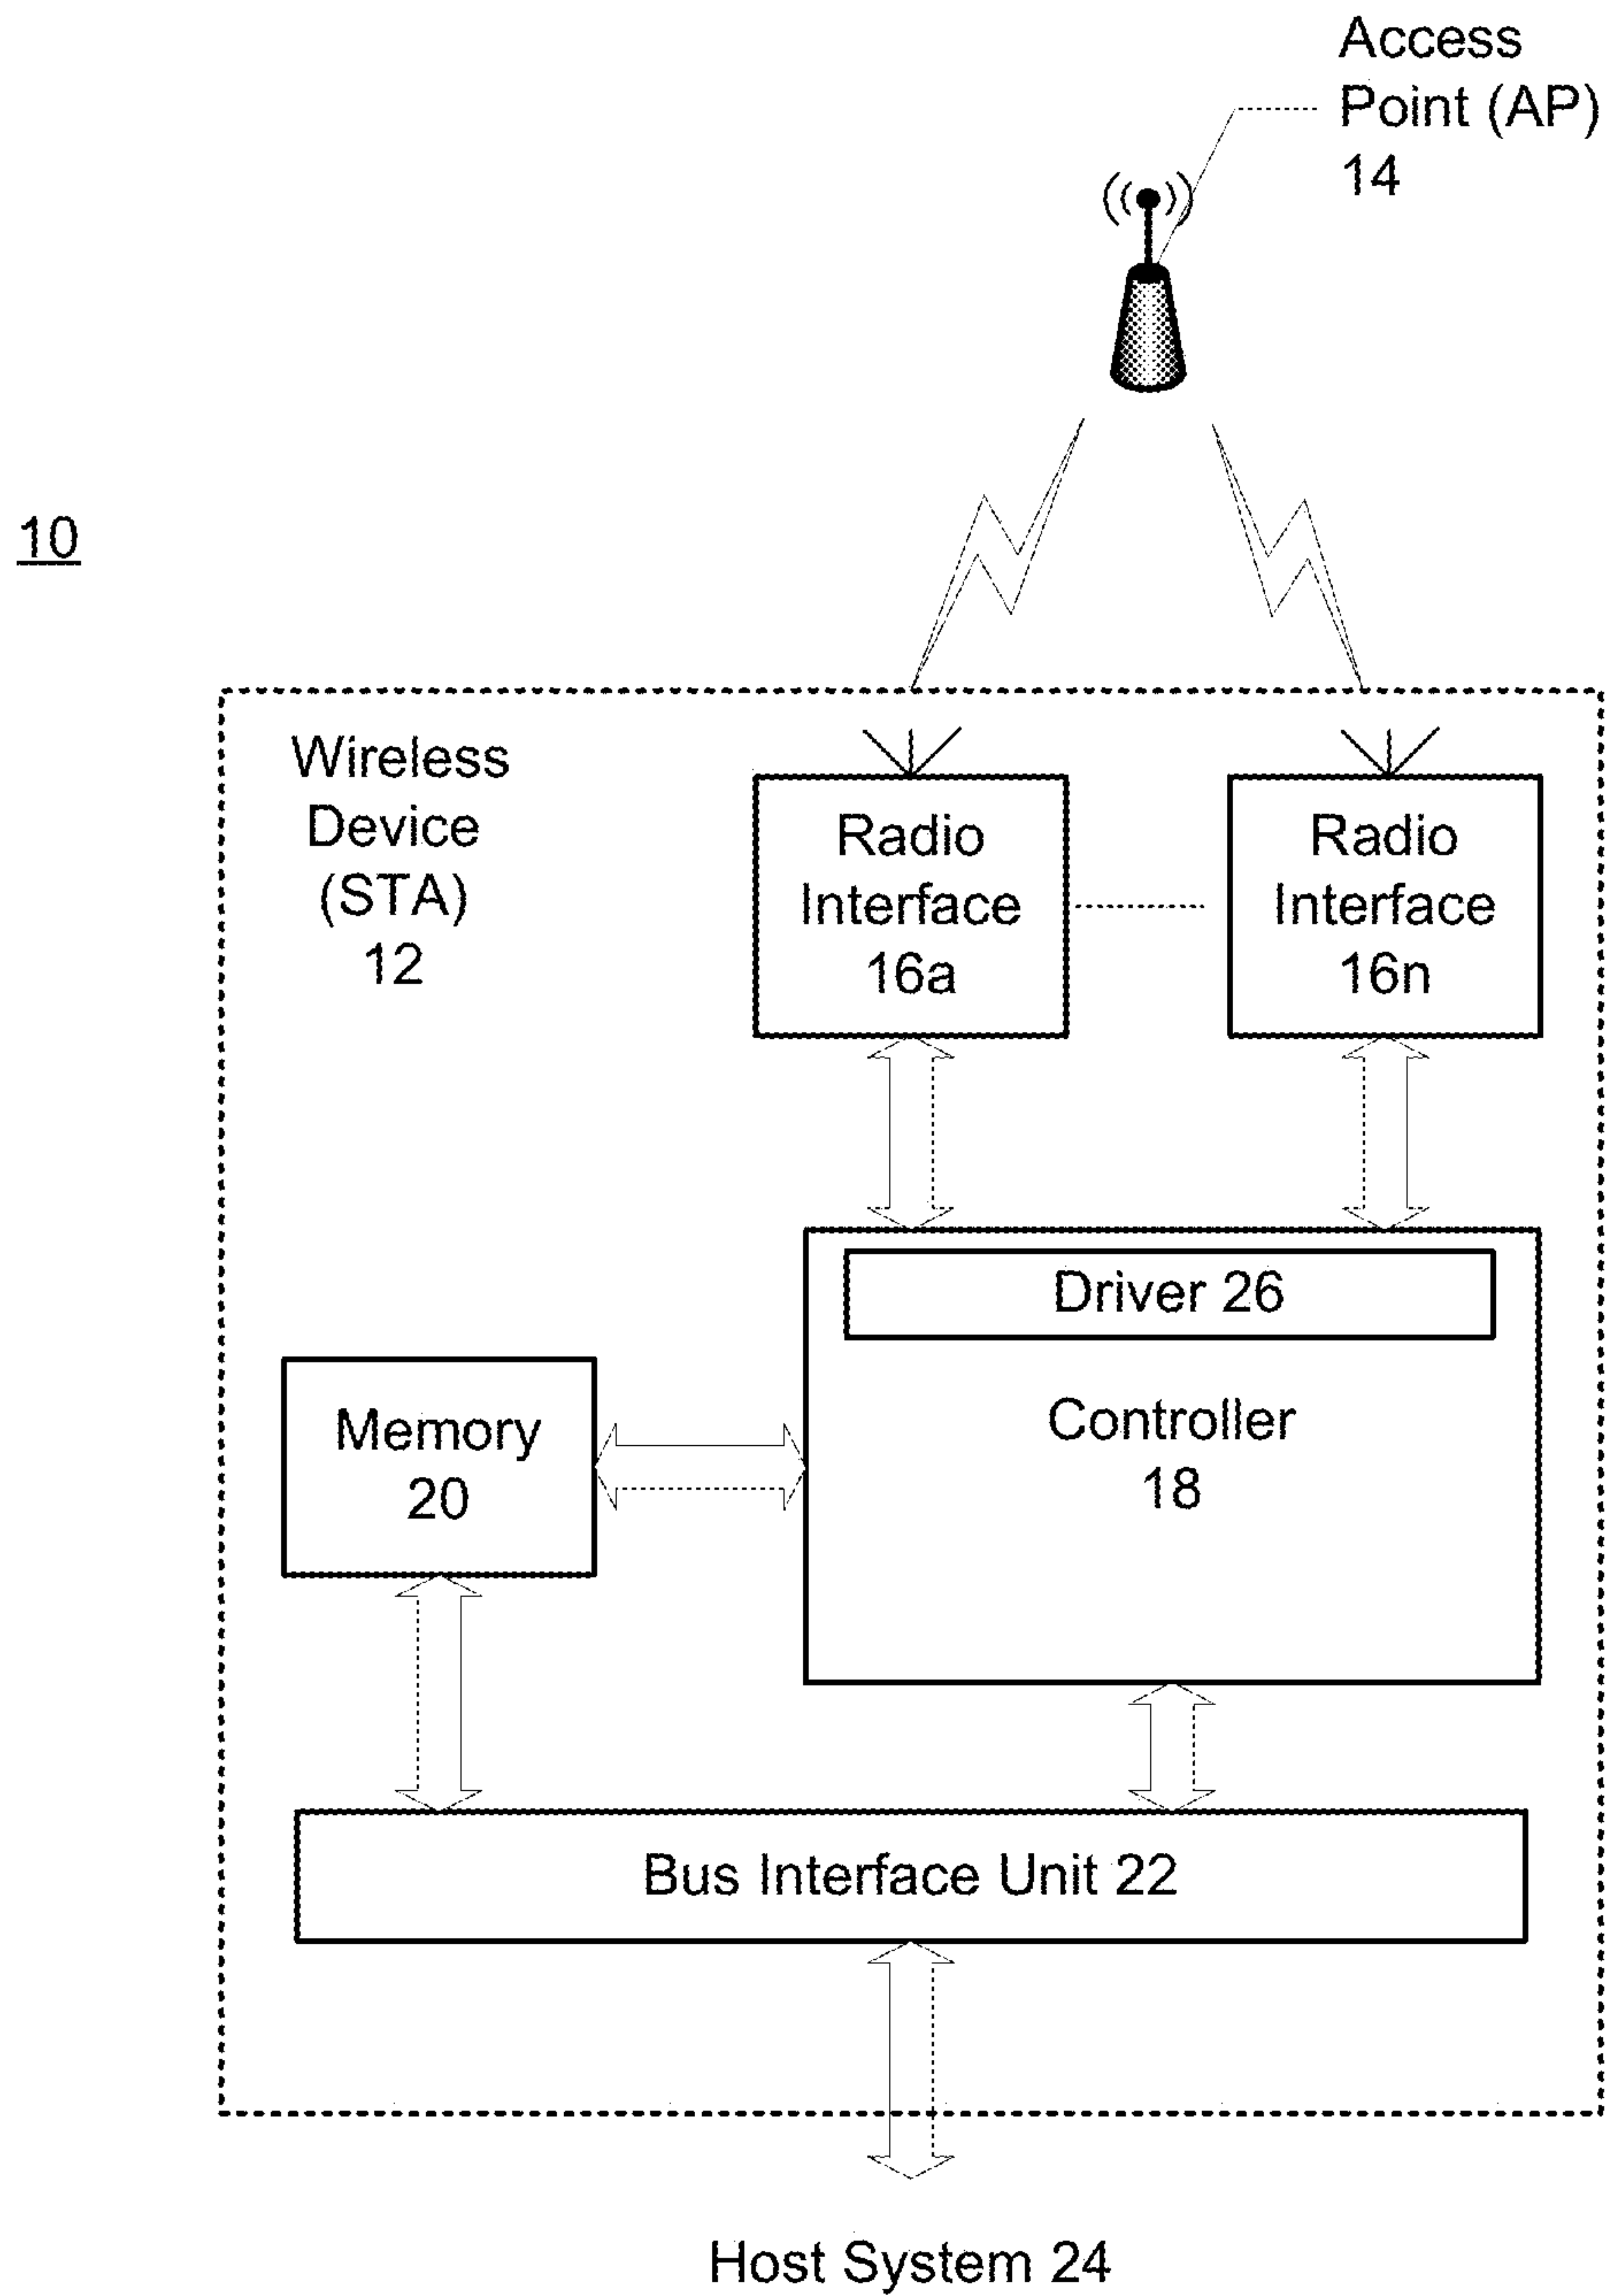 Access
Point (AP)
14
10
Wireless
Device
(STA)
12
Radio
Interface
16a
Radio
Interface
16n
Driver 26
Controller
18
Memory
20
Bus Interface Unit 22
Host System 24